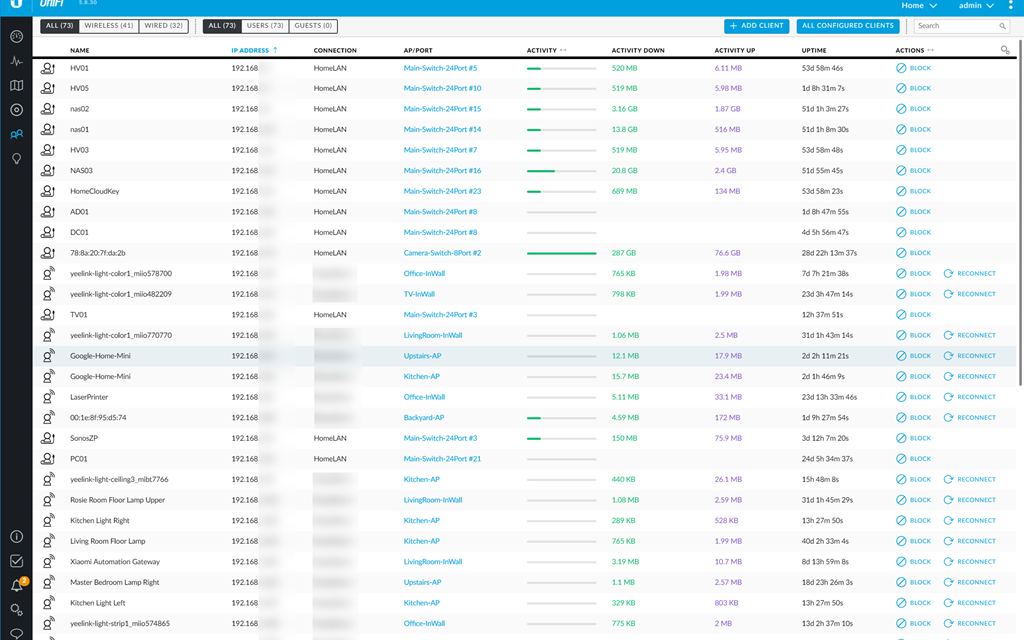 UniFi 5.8.30 Home admin
ALL (73) WIRELESS (41) WIRED (32) ALL (73) USERS (73) GUESTS (0) + ADD CLIENT ALL CONFIGURED CLIENTS Search
NAME IP ADDRESS ↑ CONNECTION AP/PORT ACTIVITY ACTIVITY DOWN ACTIVITY UP UPTIME ACTIONS
HV01 192.168. HomeLAN Main-Switch-24Port #5 520 MB 6.11 MB 53d 58m 46s BLOCK
HV05 192.168. HomeLAN Main-Switch-24Port #10 519 MB 5.98 MB 1d 8h 31m 7s BLOCK
nas02 192.168. HomeLAN Main-Switch-24Port #15 3.16 GB 1.87 GB 51d 1h 3m 27s BLOCK
nas01 192.168. HomeLAN Main-Switch-24Port #14 13.8 GB 516 MB 51d 1h 8m 30s BLOCK
HV03 192.168. HomeLAN Main-Switch-24Port #7 519 MB 5.95 MB 53d 58m 48s BLOCK
NAS03 192.168. HomeLAN Main-Switch-24Port #16 20.8 GB 2.4 GB 51d 55m 45s BLOCK
HomeCloudKey 192.168. HomeLAN Main-Switch-24Port #23 689 MB 134 MB 53d 58m 23s BLOCK
AD01 192.168. HomeLAN Main-Switch-24Port #8 1d 8h 47m 55s BLOCK
DC01 192.168. HomeLAN Main-Switch-24Port #8 4d 5h 56m 47s BLOCK
78:8a:20:7f:da:2b 192.168. HomeLAN Camera-Switch-8Port #2 287 GB 76.6 GB 28d 22h 13m 37s BLOCK
yeelink-light-color1_miio578700 192.168. Office-InWall 765 KB 1.98 MB 7d 7h 21m 38s BLOCK RECONNECT
yeelink-light-color1_miio482209 192.168. TV-InWall 798 KB 1.99 MB 23d 3h 47m 14s BLOCK RECONNECT
TV01 192.168. HomeLAN Main-Switch-24Port #3 12h 37m 51s BLOCK
yeelink-light-color1_miio770770 192.168. LivingRoom-InWall 1.06 MB 2.5 MB 31d 1h 43m 14s BLOCK RECONNECT
Google-Home-Mini 192.168. Upstairs-AP 12.1 MB 17.9 MB 2d 2h 11m 21s BLOCK RECONNECT
Google-Home-Mini 192.168. Kitchen-AP 15.7 MB 23.4 MB 2d 1h 46m 9s BLOCK RECONNECT
LaserPrinter 192.168. Office-InWall 5.11 MB 33.1 MB 23d 13h 33m 46s BLOCK RECONNECT
00:1e:8f:95:d5:74 192.168. Backyard-AP 4.59 MB 172 MB 1d 9h 27m 54s BLOCK RECONNECT
SonosZP 192.168. HomeLAN Main-Switch-24Port #3 150 MB 75.9 MB 3d 12h 7m 20s BLOCK
PC01 192.168. HomeLAN Main-Switch-24Port #21 24d 5h 34m 37s BLOCK
yeelink-light-ceiling3_mibt7766 192.168. Kitchen-AP 440 KB 26.1 MB 15h 48m 8s BLOCK RECONNECT
Rosie Room Floor Lamp Upper 192.168. LivingRoom-InWall 1.08 MB 2.59 MB 31d 1h 45m 29s BLOCK RECONNECT
Kitchen Light Right 192.168. Kitchen-AP 289 KB 528 KB 13h 27m 50s BLOCK RECONNECT
Living Room Floor Lamp 192.168. Kitchen-AP 765 KB 1.99 MB 40d 2h 33m 4s BLOCK RECONNECT
Xiaomi Automation Gateway 192.168. LivingRoom-InWall 3.19 MB 10.7 MB 8d 13h 59m 8s BLOCK RECONNECT
Master Bedroom Lamp Right 192.168. Upstairs-AP 1.1 MB 2.57 MB 18d 23h 26m 3s BLOCK RECONNECT
Kitchen Light Left 192.168. Kitchen-AP 329 KB 803 KB 13h 27m 50s BLOCK RECONNECT
2
yeelink-light-strip1_miio574865 192.168. Office-InWall 775 KB 2 MB 13d 2h 37m 10s BLOCK RECONNECT